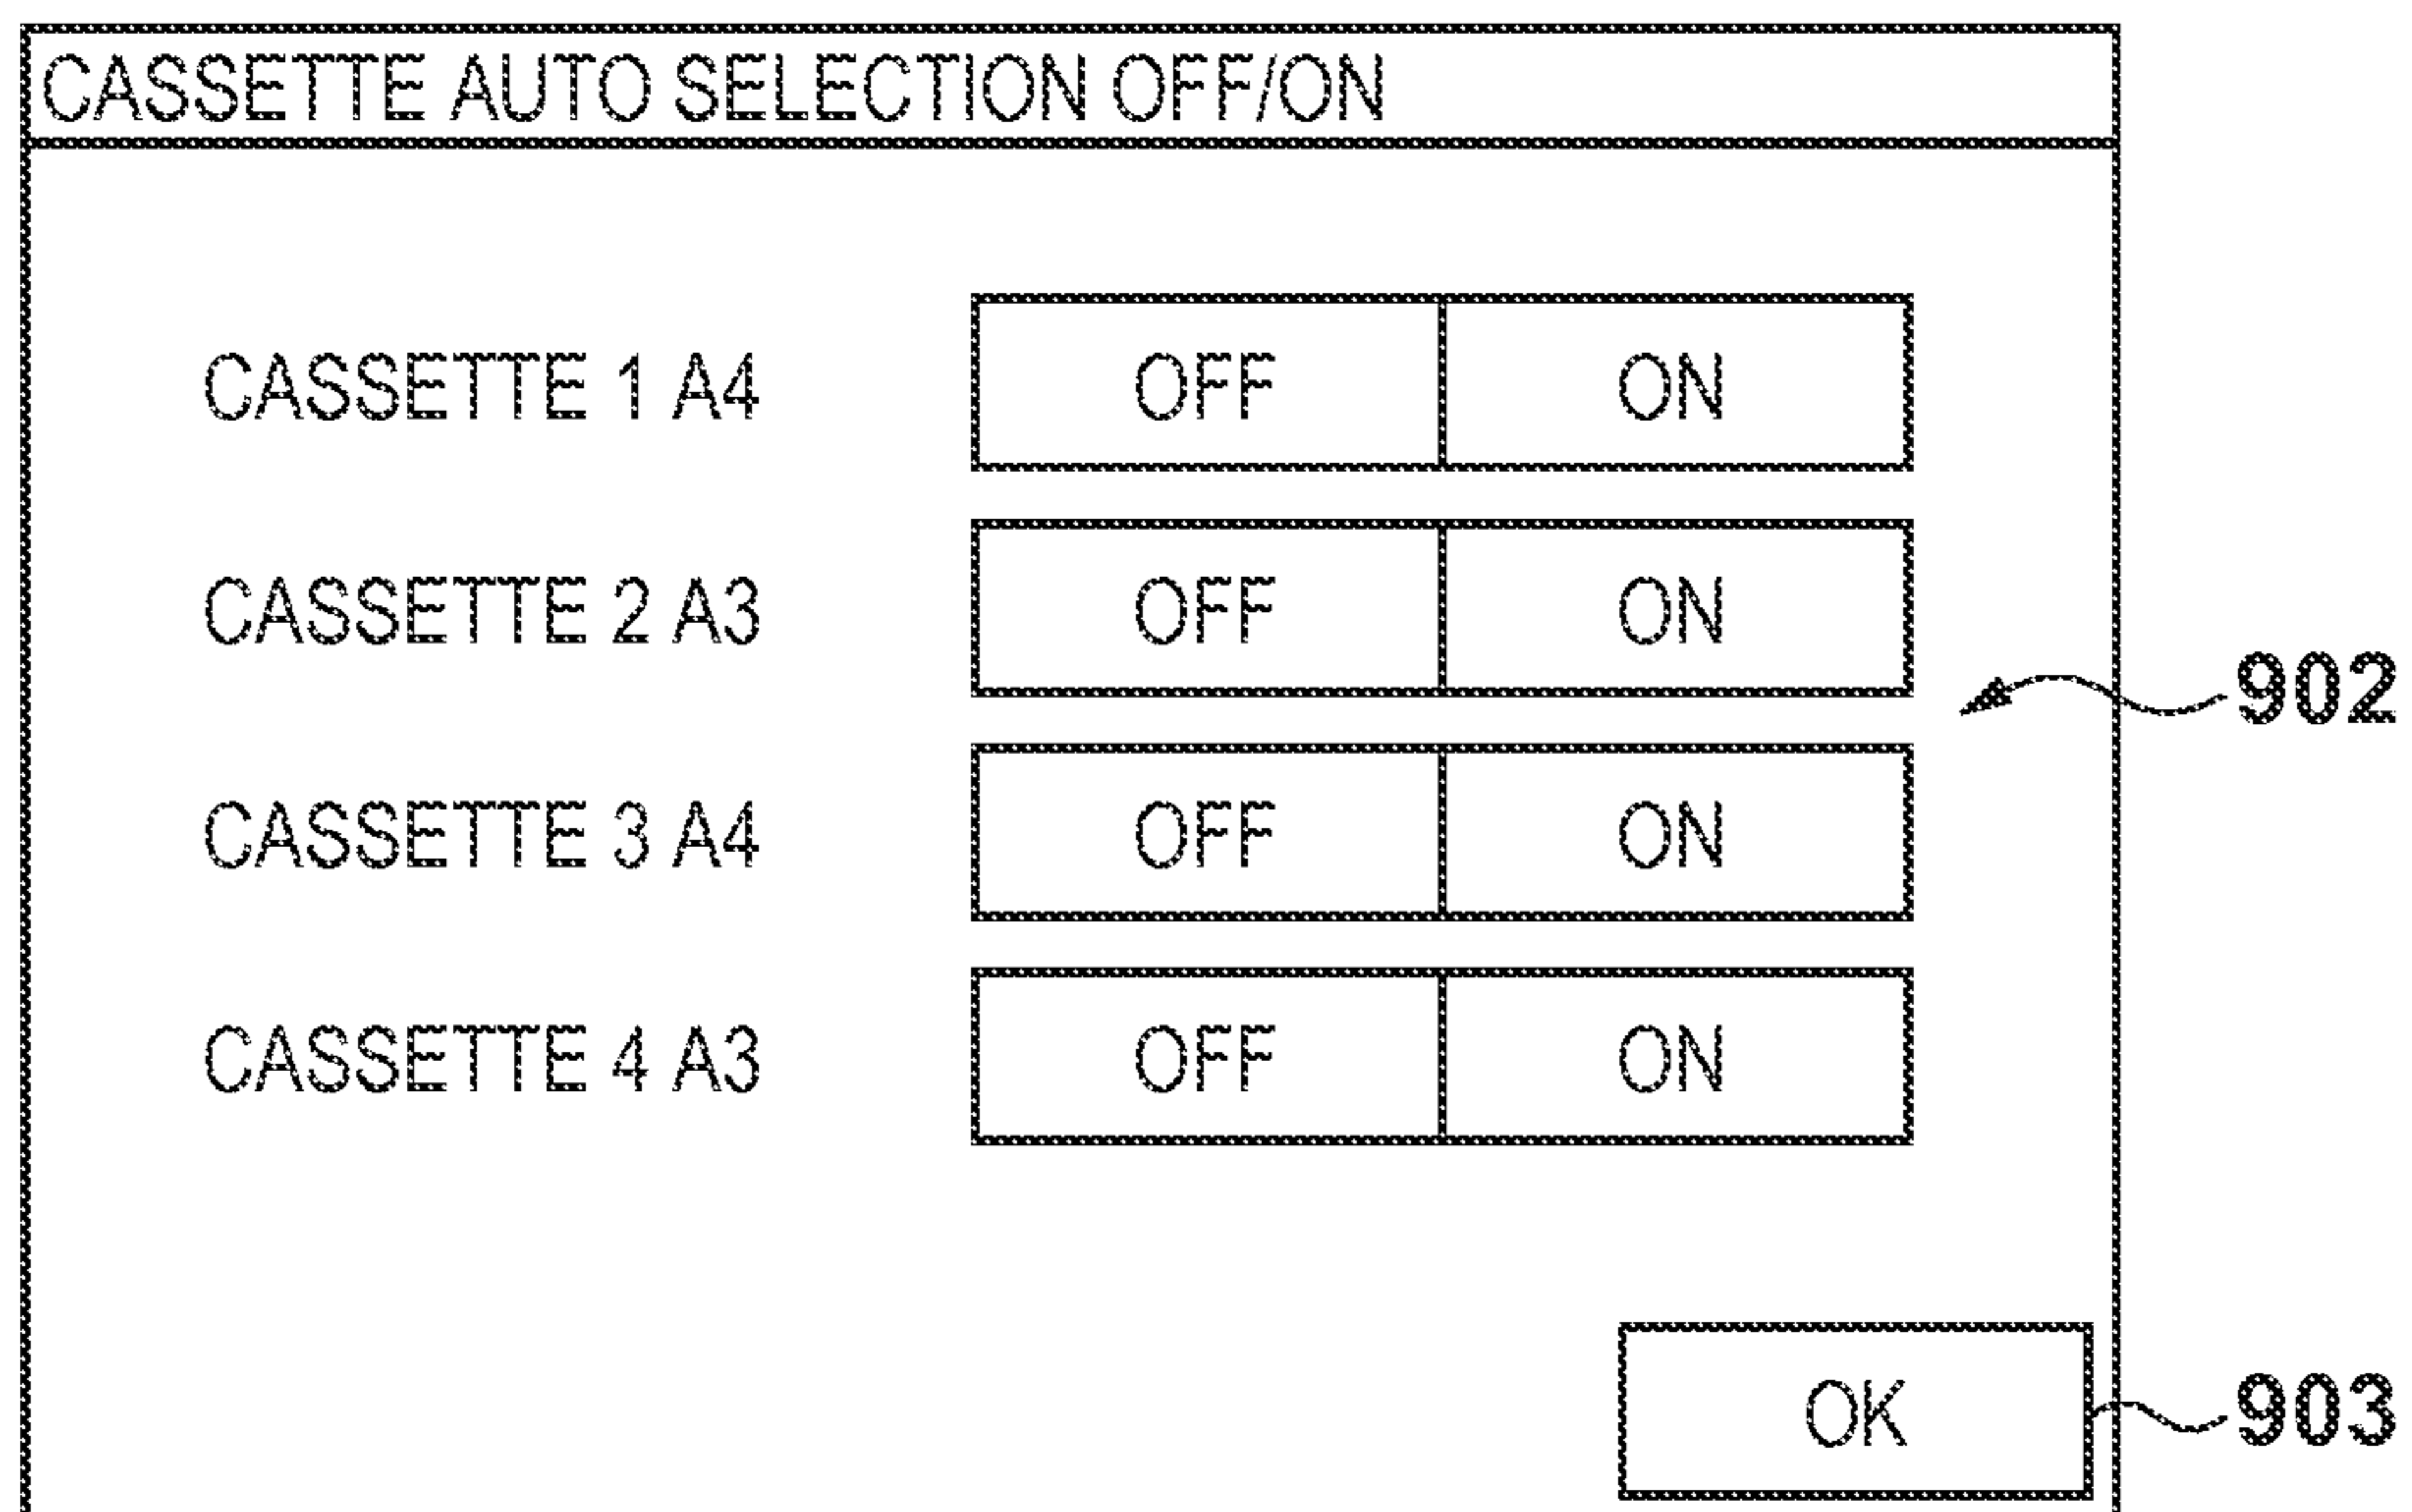 CASSETTE AUTO SELECTION OFF/ON
CASSETTE 1 A4 OFF ON
CASSETTE 2 A3 OFF ON
902
CASSETTE 3 A4 OFF ON
CASSETTE 4 A3 OFF ON
OK 903